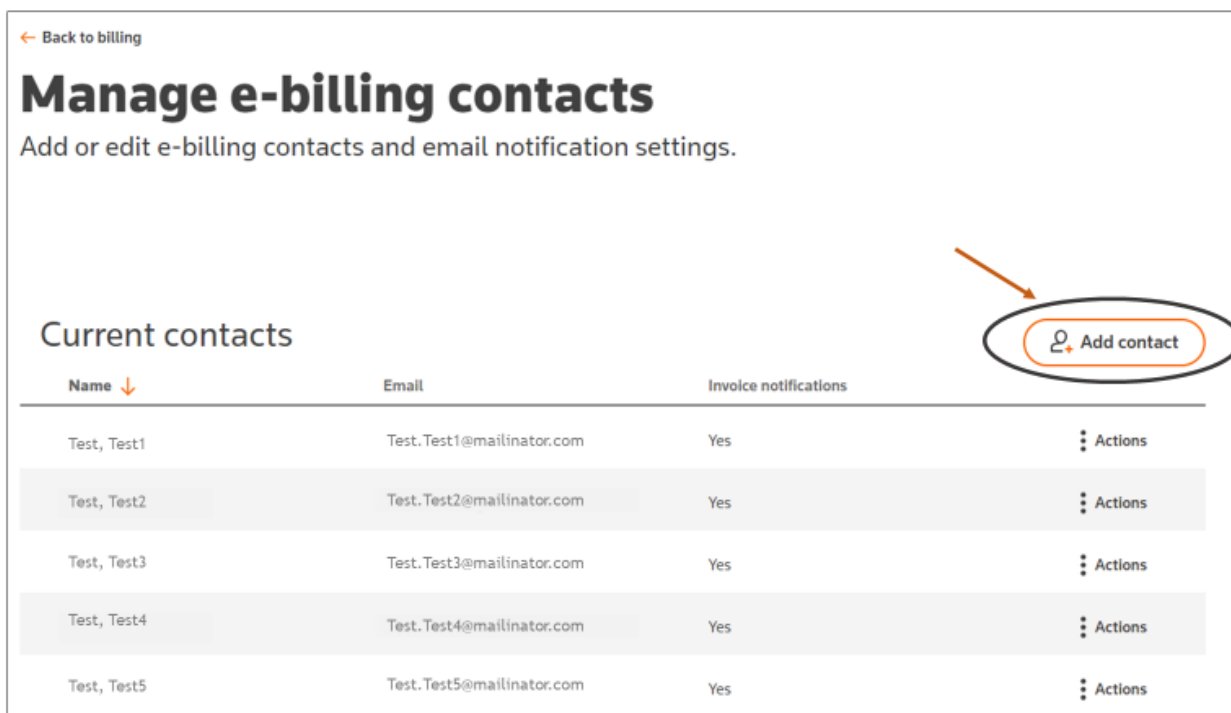 Back to billing
Manage e-billing contacts
Add or edit e-billing contacts and email notification settings.
Current contacts
Add contact
Name Email Invoice notifications
Test, Test1 Test.Test1@mailinator.com Yes Actions
Test, Test2 Test.Test2@mailinator.com Yes Actions
Test, Test3 Test.Test3@mailinator.com Yes Actions
Test, Test4 Test.Test4@mailinator.com Yes Actions
Test, Test5 Test.Test5@mailinator.com Yes Actions